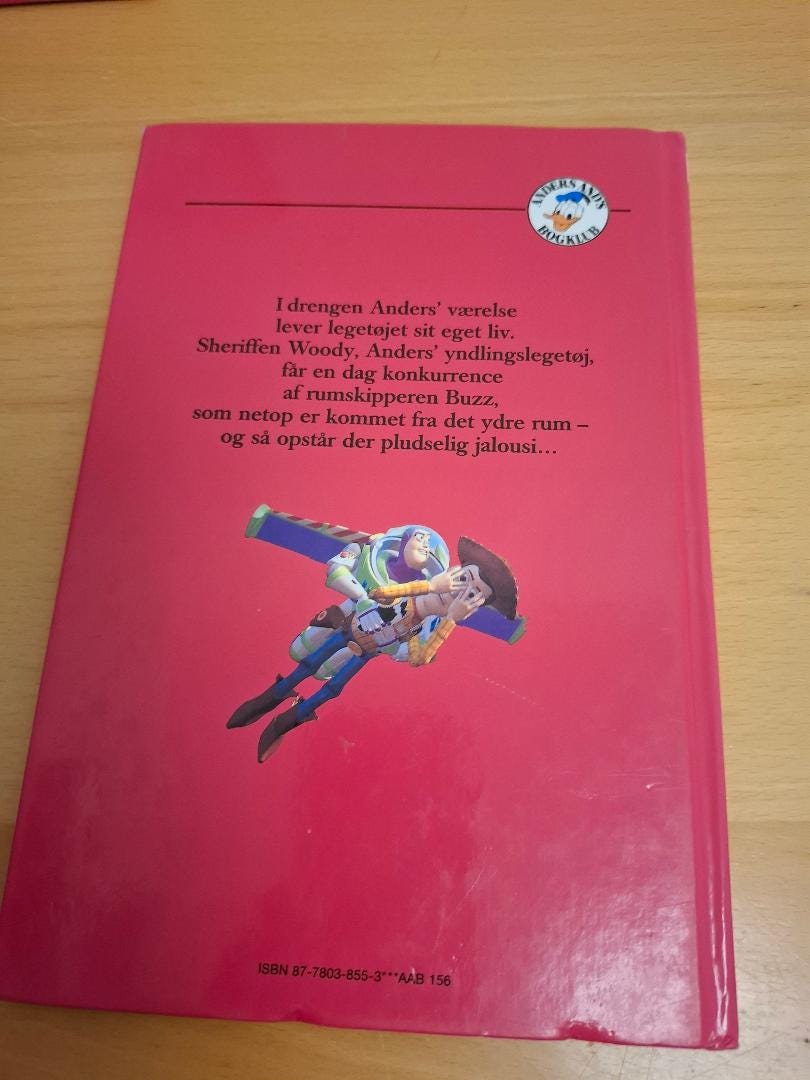 ANDERS AND'S
BOGKLUB
I drengen Anders' værelse
lever legetøjet sit eget liv.
Sheriffen Woody, Anders' yndlingslegetøj,
får en dag konkurrence
af rumskipperen Buzz,
som netop er kommet fra det ydre rum –
og så opstår der pludselig jalousi...
ISBN 87-7803-855-3***AAB 156